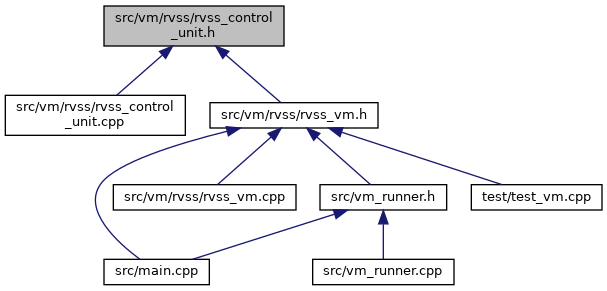 src/vm/rvss/rvss_control
_unit.h
src/vm/rvss/rvss_control
_unit.cpp
src/vm/rvss/rvss_vm.h
src/vm/rvss/rvss_vm.cpp
src/vm_runner.h
test/test_vm.cpp
src/main.cpp
src/vm_runner.cpp